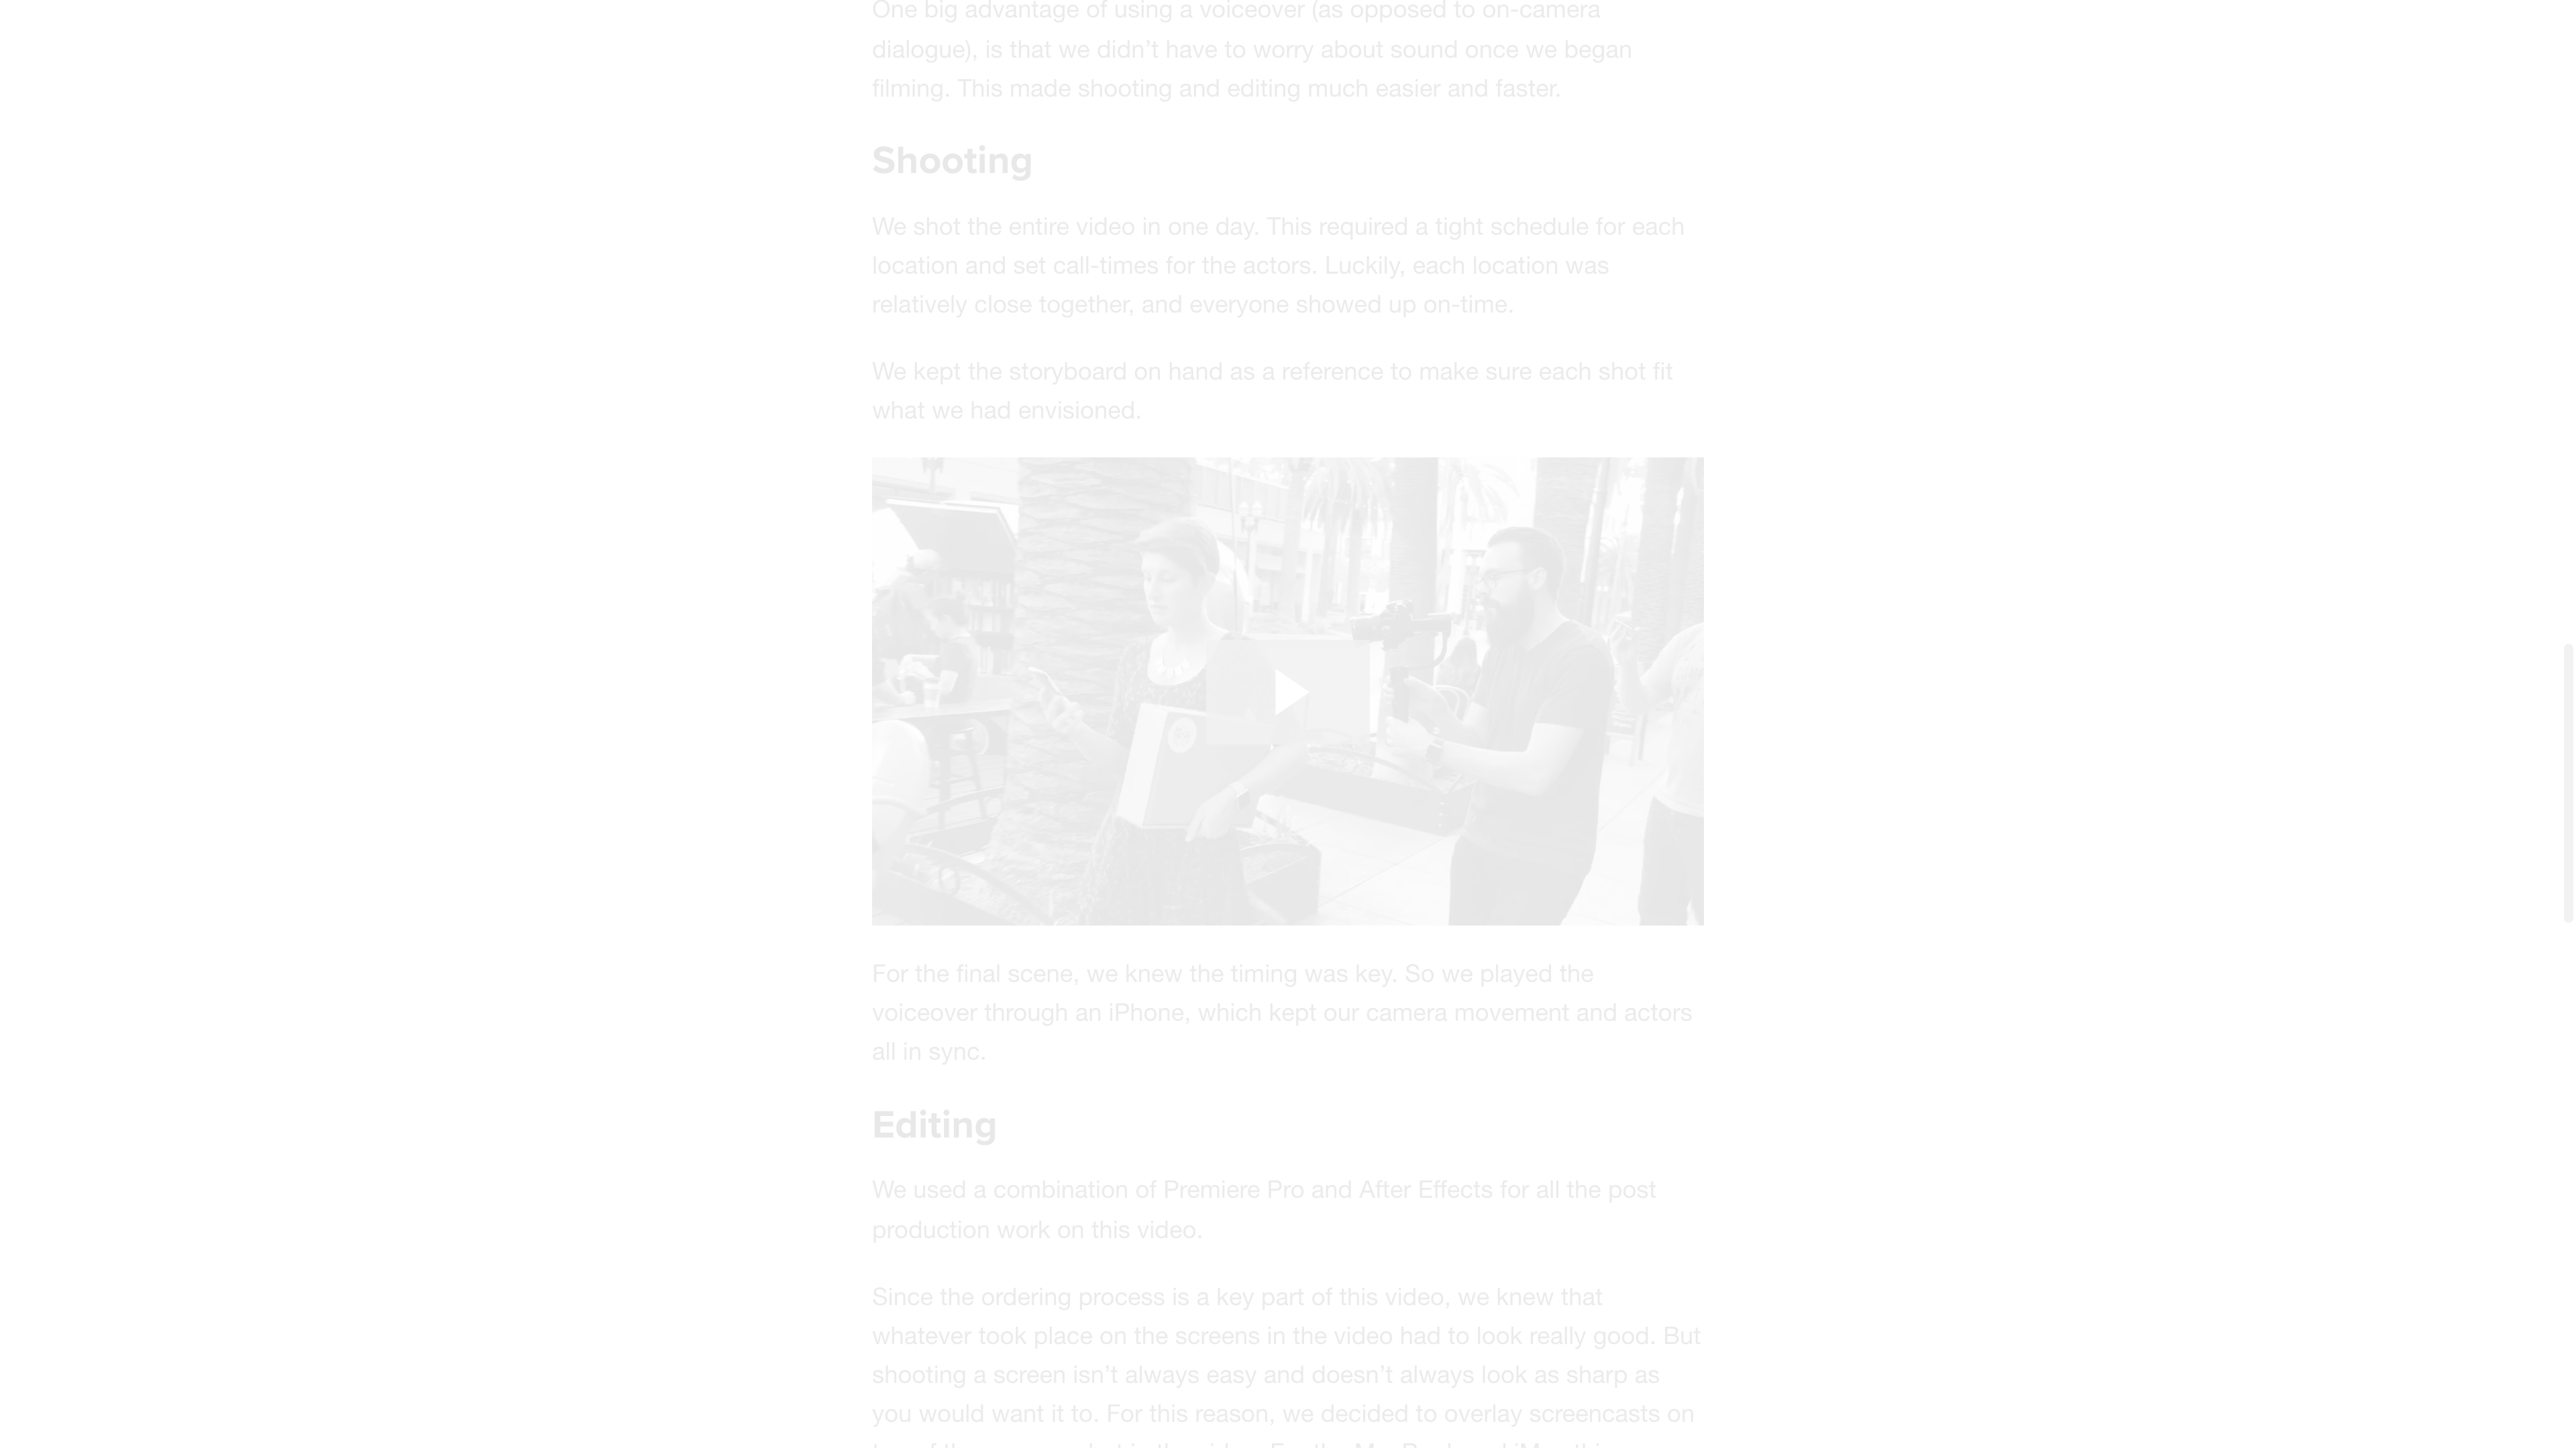 One big advantage of using a voiceover (as opposed to on-camera
dialogue), is that we didn’t have to worry about sound once we began
filming. This made shooting and editing much easier and faster.
Shooting
We shot the entire video in one day. This required a tight schedule for each
location and set call-times for the actors. Luckily, each location was
relatively close together, and everyone showed up on-time.
We kept the storyboard on hand as a reference to make sure each shot fit
what we had envisioned.
For the final scene, we knew the timing was key. So we played the
voiceover through an iPhone, which kept our camera movement and actors
all in sync.
Editing
We used a combination of Premiere Pro and After Effects for all the post
production work on this video.
Since the ordering process is a key part of this video, we knew that
whatever took place on the screens in the video had to look really good. But
shooting a screen isn’t always easy and doesn’t always look as sharp as
you would want it to. For this reason, we decided to overlay screencasts on